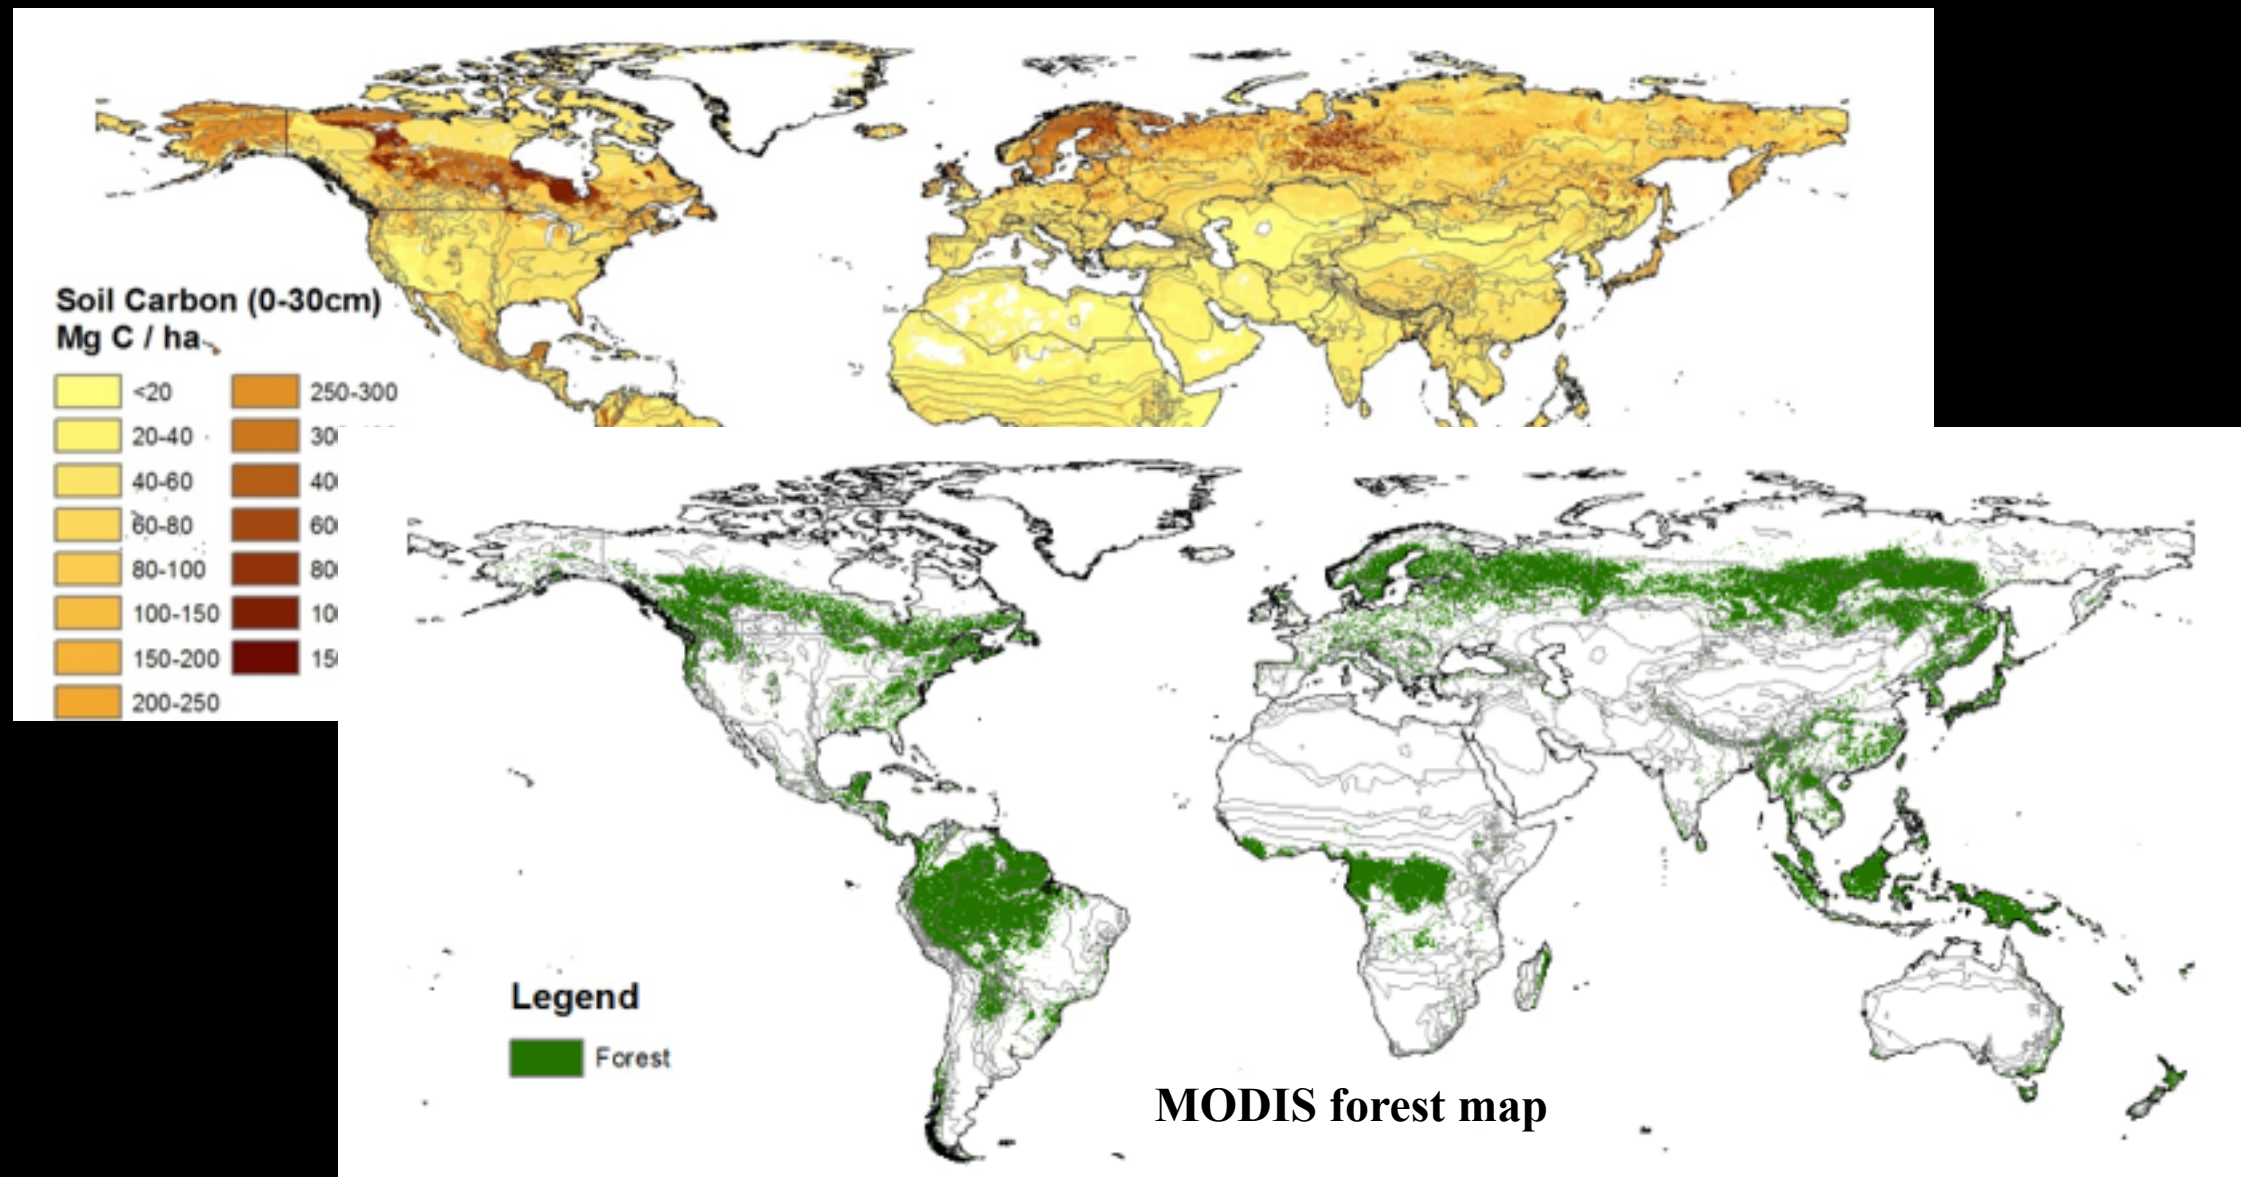 Soil Carbon (0-30cm)
Mg C / ha
<20
20-40
40-60
60-80
80-100
100-150
150-200
200-250
250-300
Legend
Forest
MODIS forest map